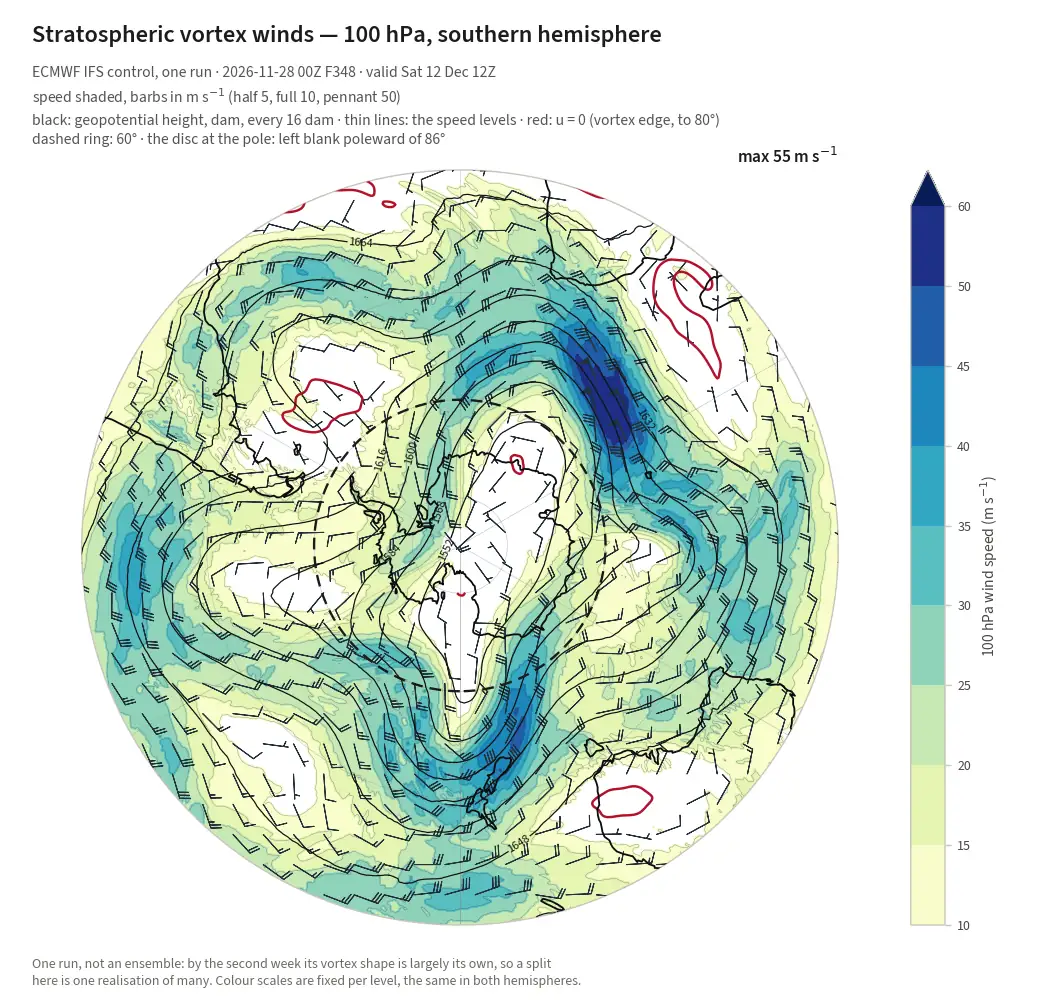 Stratospheric vortex winds — 100 hPa, southern hemisphere
ECMWF IFS control, one run · 2026-11-28 00Z F348 · valid Sat 12 Dec 12Z
speed shaded, barbs in m s⁻¹ (half 5, full 10, pennant 50)
black: geopotential height, dam, every 16 dam · thin lines: the speed levels · red: u = 0 (vortex edge, to 80°)
dashed ring: 60° · the disc at the pole: left blank poleward of 86°
max 55 m s⁻¹
1664
1632
1616
1600
1552
1648
60
50
45
40
35
30
25
20
15
10
100 hPa wind speed (m s⁻¹)
One run, not an ensemble: by the second week its vortex shape is largely its own, so a split
here is one realisation of many. Colour scales are fixed per level, the same in both hemispheres.